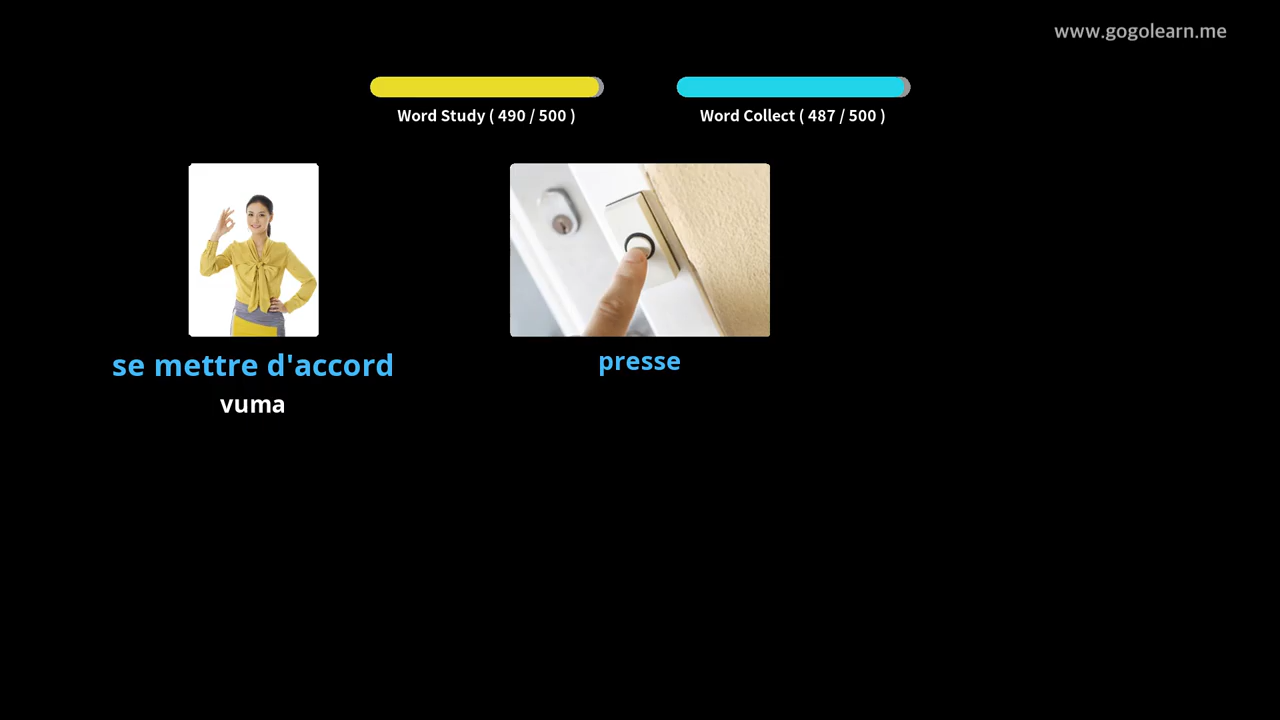 www.gogolearn.me
Word Study ( 490 / 500 )
Word Collect ( 487 / 500 )
se mettre d'accord
vuma
presse